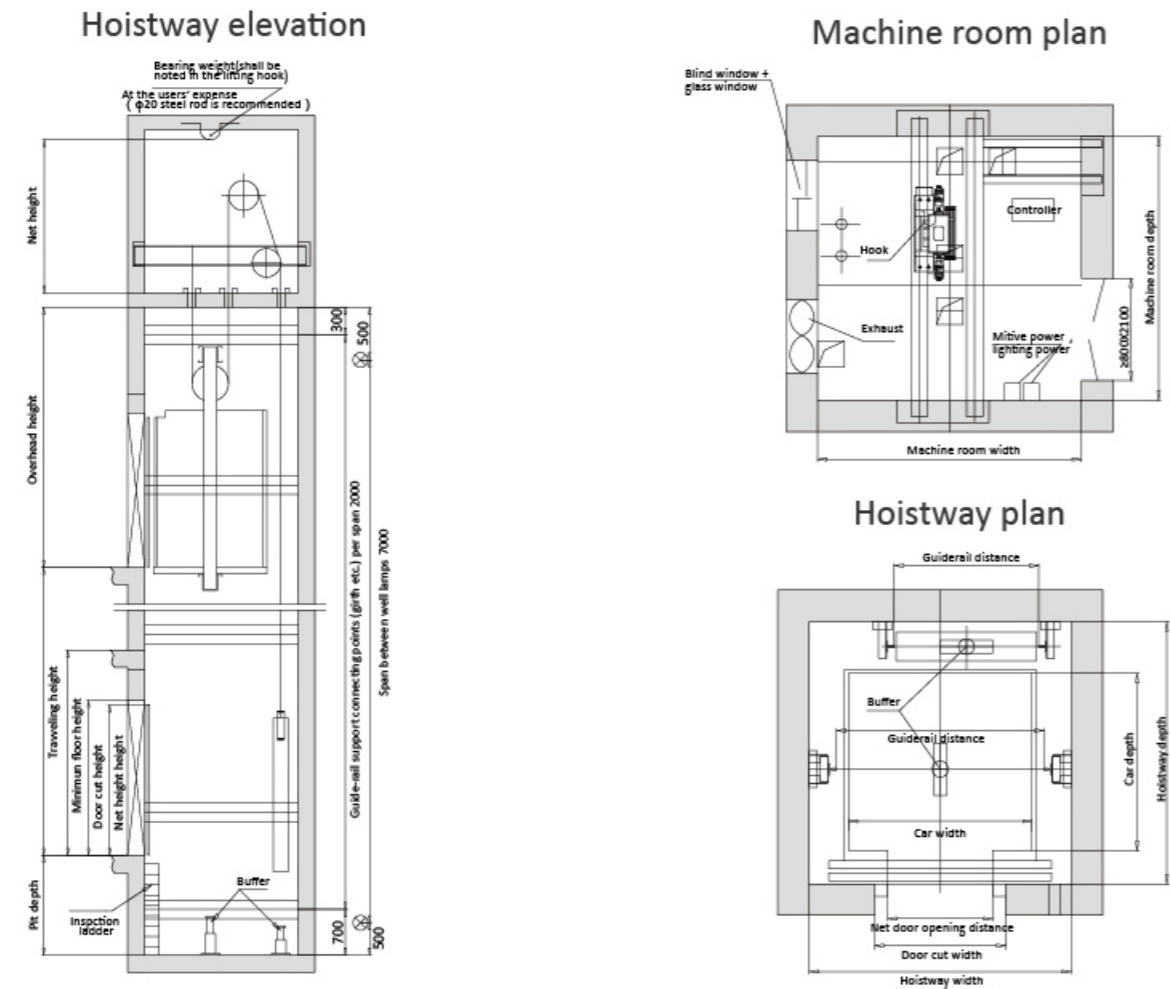 Hoistway elevation
Bearing weight(shall be
noted in the lifting hook)
At the users' expense
( φ20 steel rod is recommended )
Net height
Overhead height
Traweling height
Minimun floor height
Door cut height
Net height height
Pit depth
Inspction
ladder
Buffer
300
500
Guide-rail support connecting points (girth etc.) per span 2000
Span between well lamps 7000
700
500
Machine room plan
Blind window +
glass window
Controller
Hook
Exhaust
Mitive power
lighting power
≥800X2100
Machine room depth
Machine room width
Hoistway plan
Guiderail distance
Buffer
Guiderail distance
Car width
Car depth
Hoistway depth
Net door opening distance
Door cut width
Hoistway width